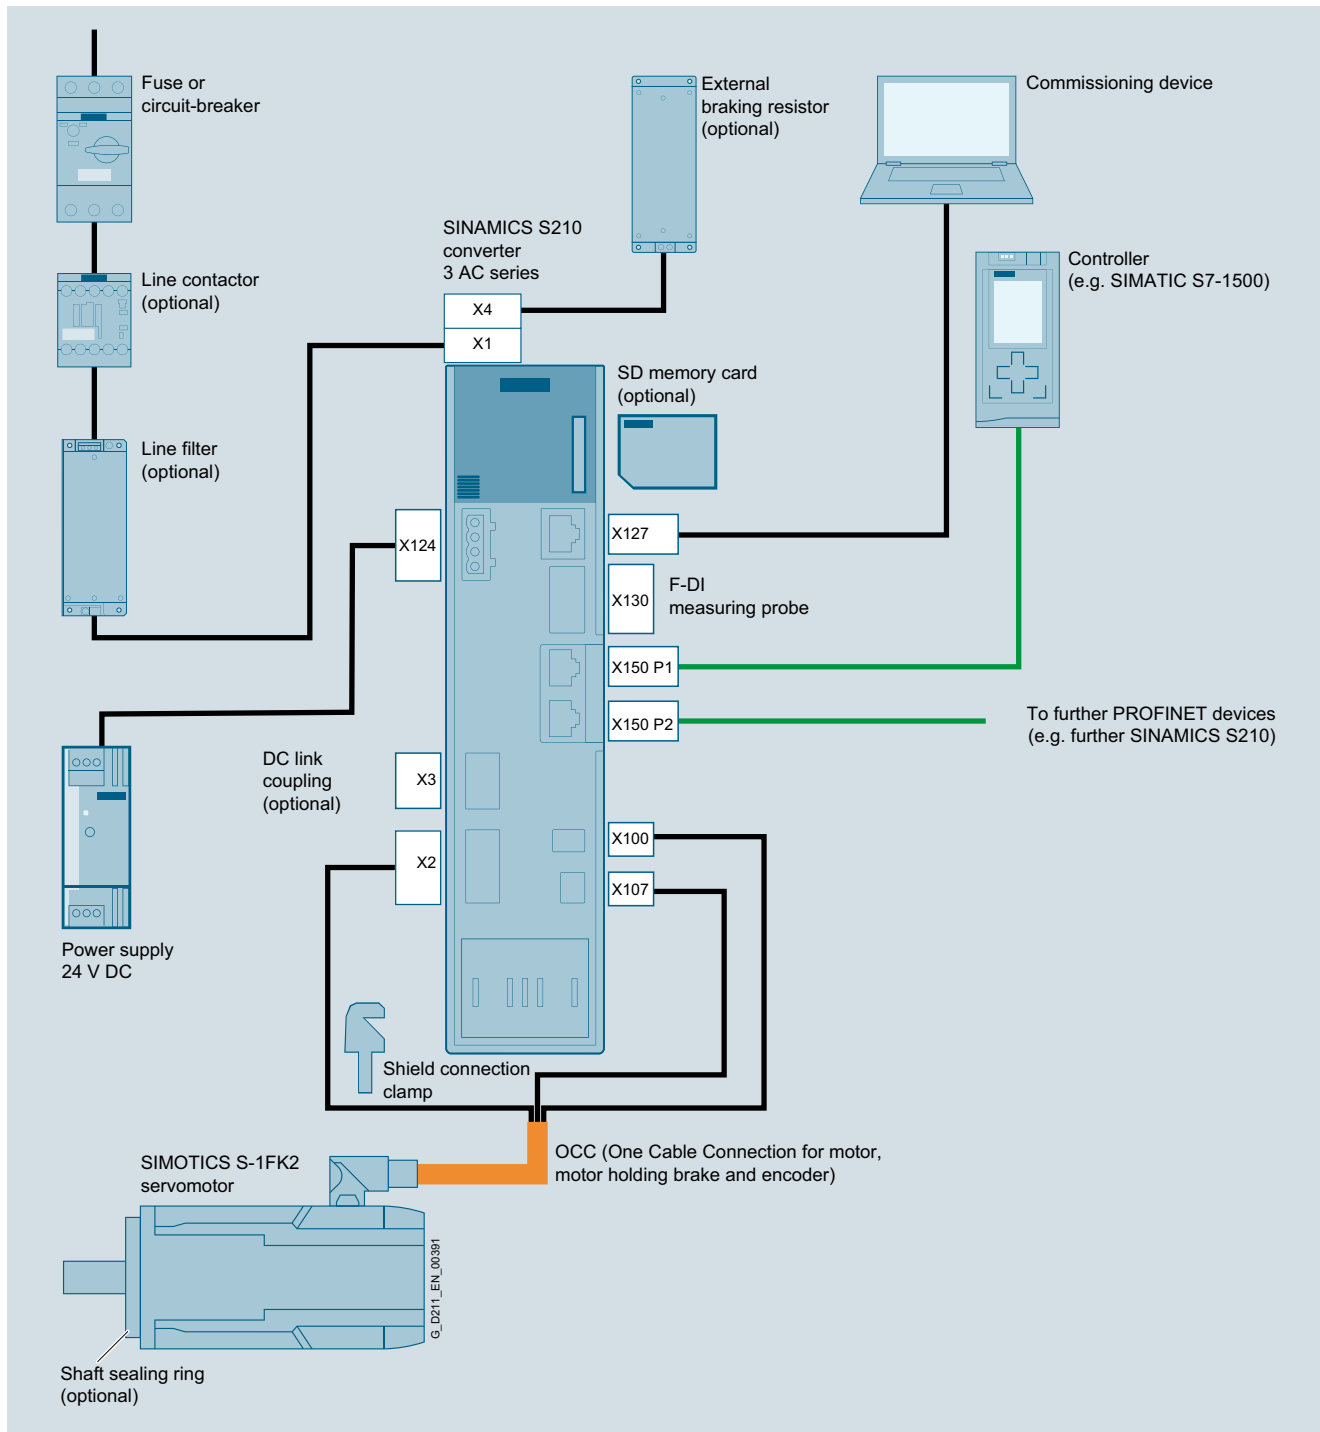 Fuse or
circuit-breaker
External
braking resistor
(optional)
Commissioning device
SINAMICS S210
converter
3 AC series
Controller
(e.g. SIMATIC S7-1500)
Line contactor
(optional)
X4
X1
SD memory card
(optional)
Line filter
(optional)
X124
X127
X130
F-DI
measuring probe
X150 P1
X150 P2
To further PROFINET devices
(e.g. further SINAMICS S210)
DC link
coupling
(optional)
X3
X2
X100
X107
Power supply
24 V DC
Shield connection
clamp
OCC (One Cable Connection for motor,
motor holding brake and encoder)
SIMOTICS S-1FK2
servomotor
G_D211_EN_00391
Shaft sealing ring
(optional)